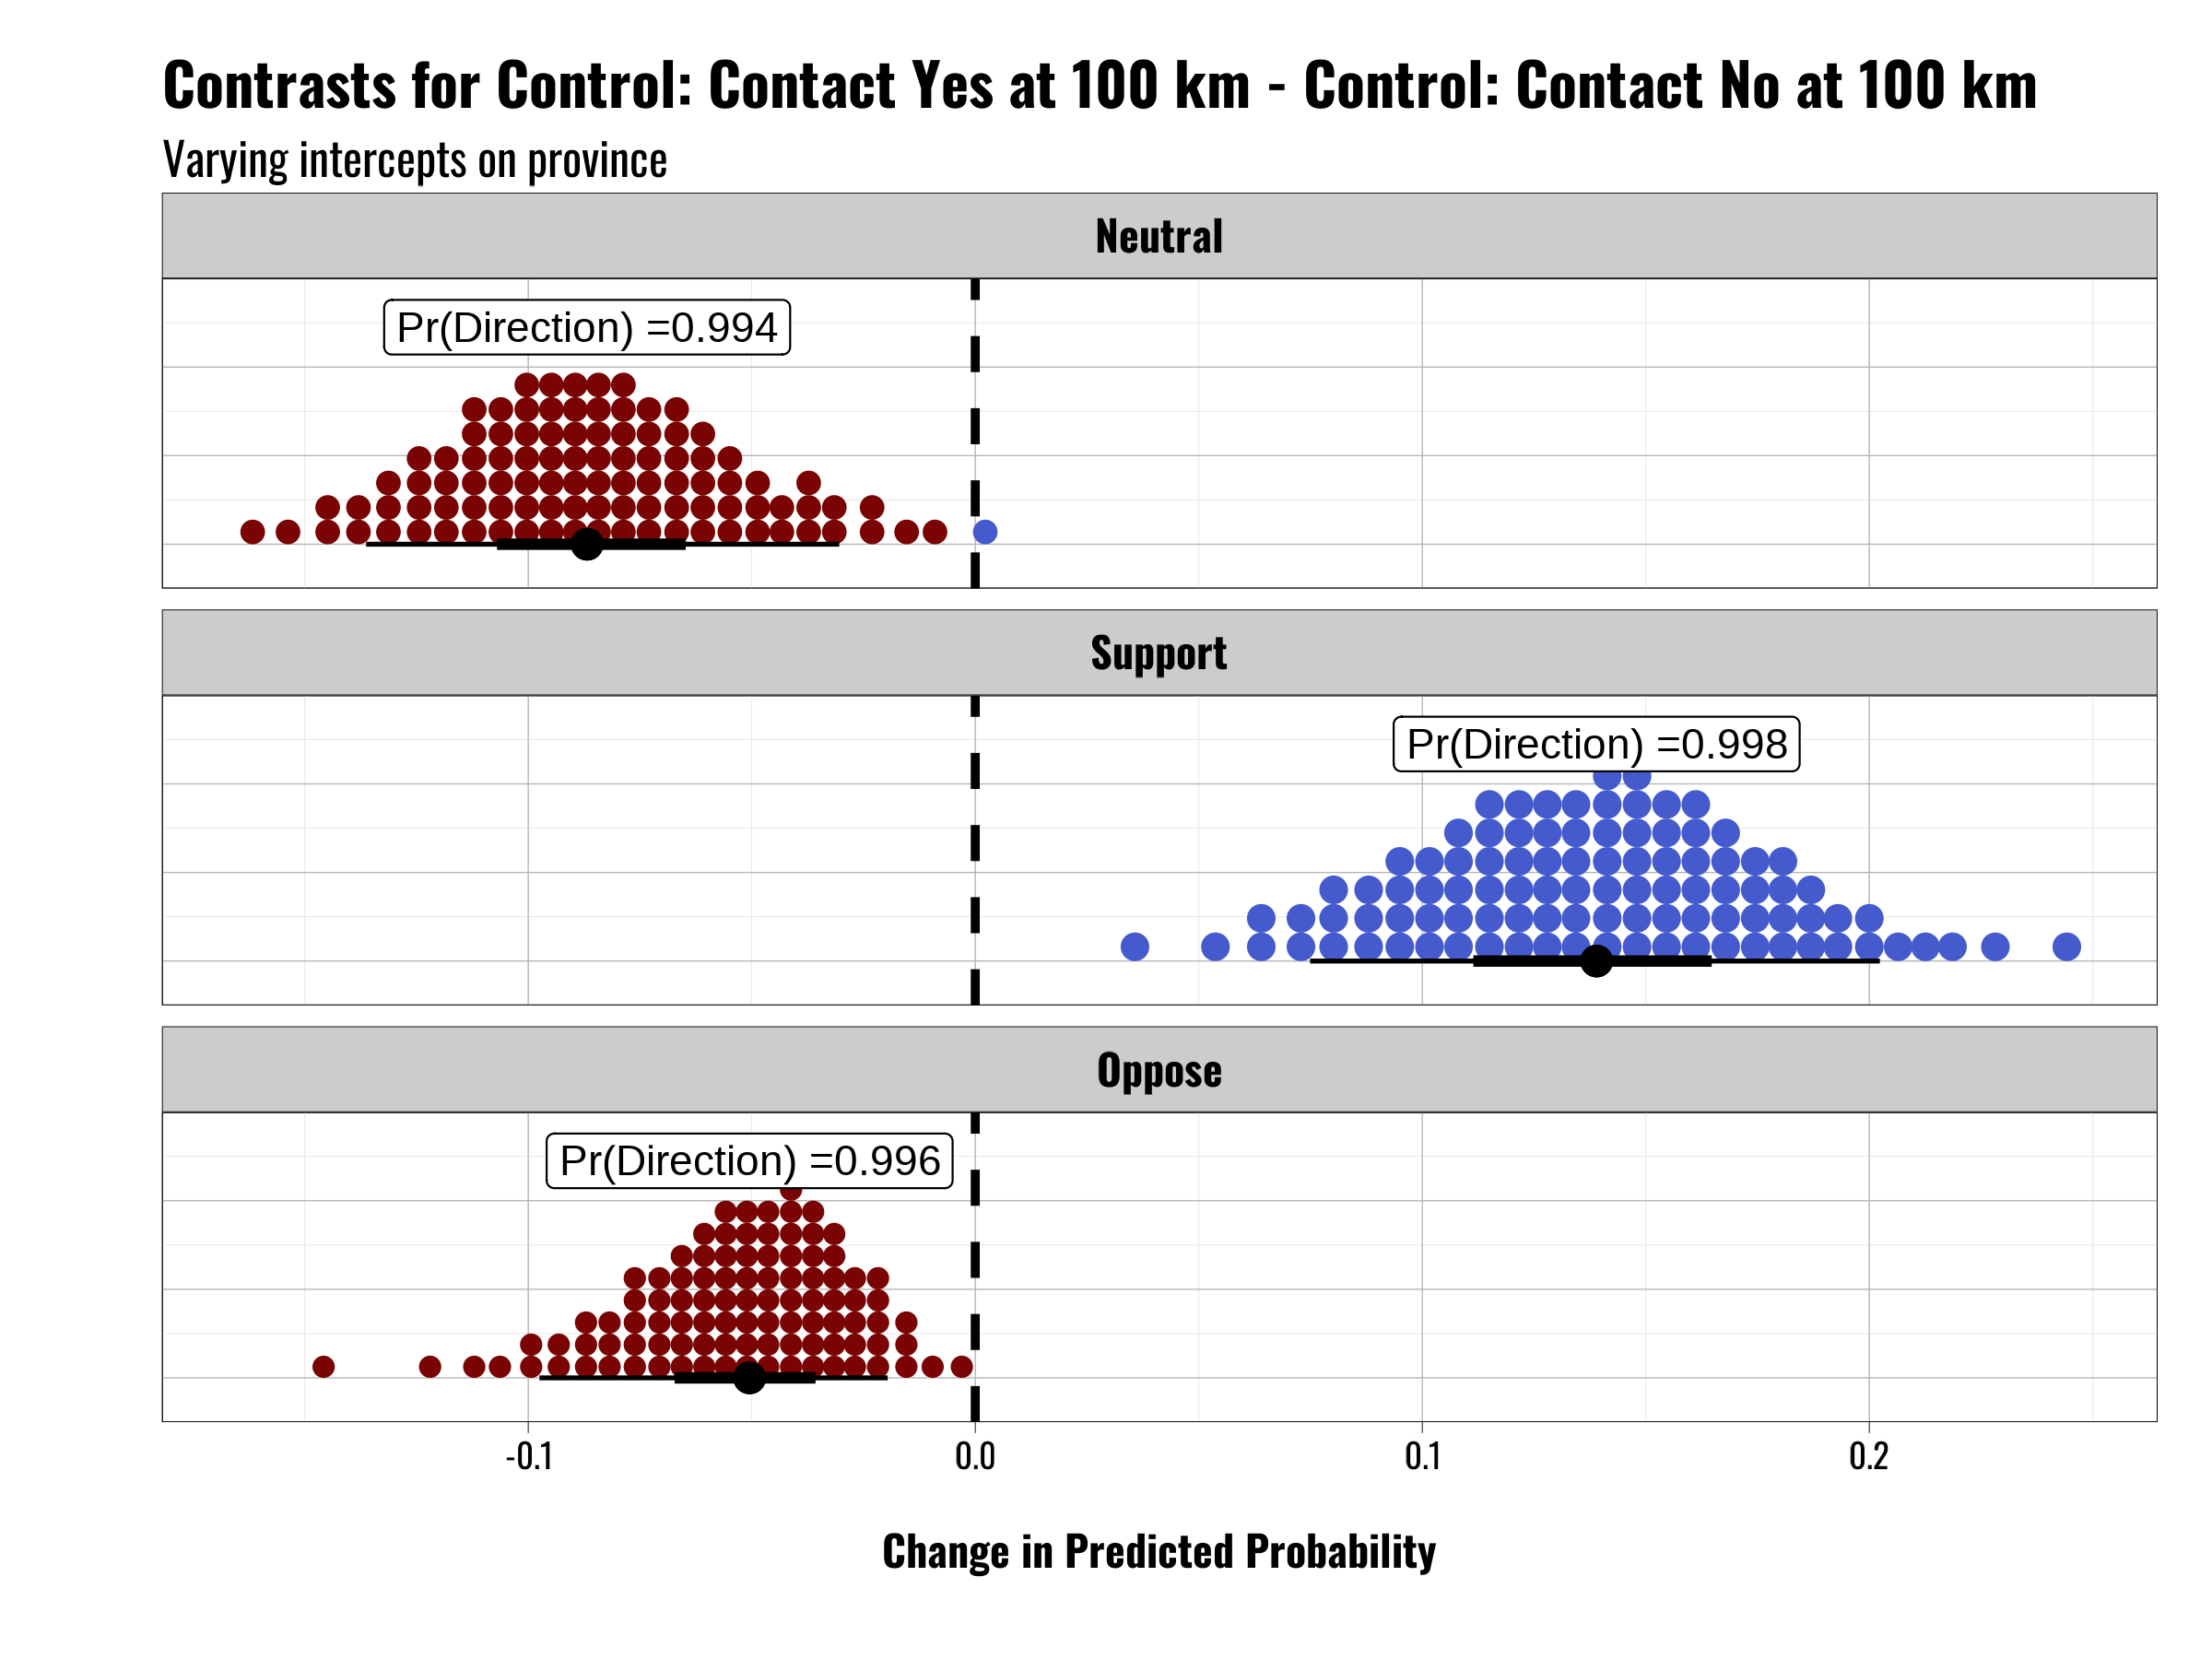 Contrasts for Control: Contact Yes at 100 km - Control: Contact No at 100 km
Varying intercepts on province
Neutral
Pr(Direction) =0.994
Support
Pr(Direction) =0.998
Oppose
Pr(Direction) =0.996
-0.1 0.0 0.1 0.2
Change in Predicted Probability